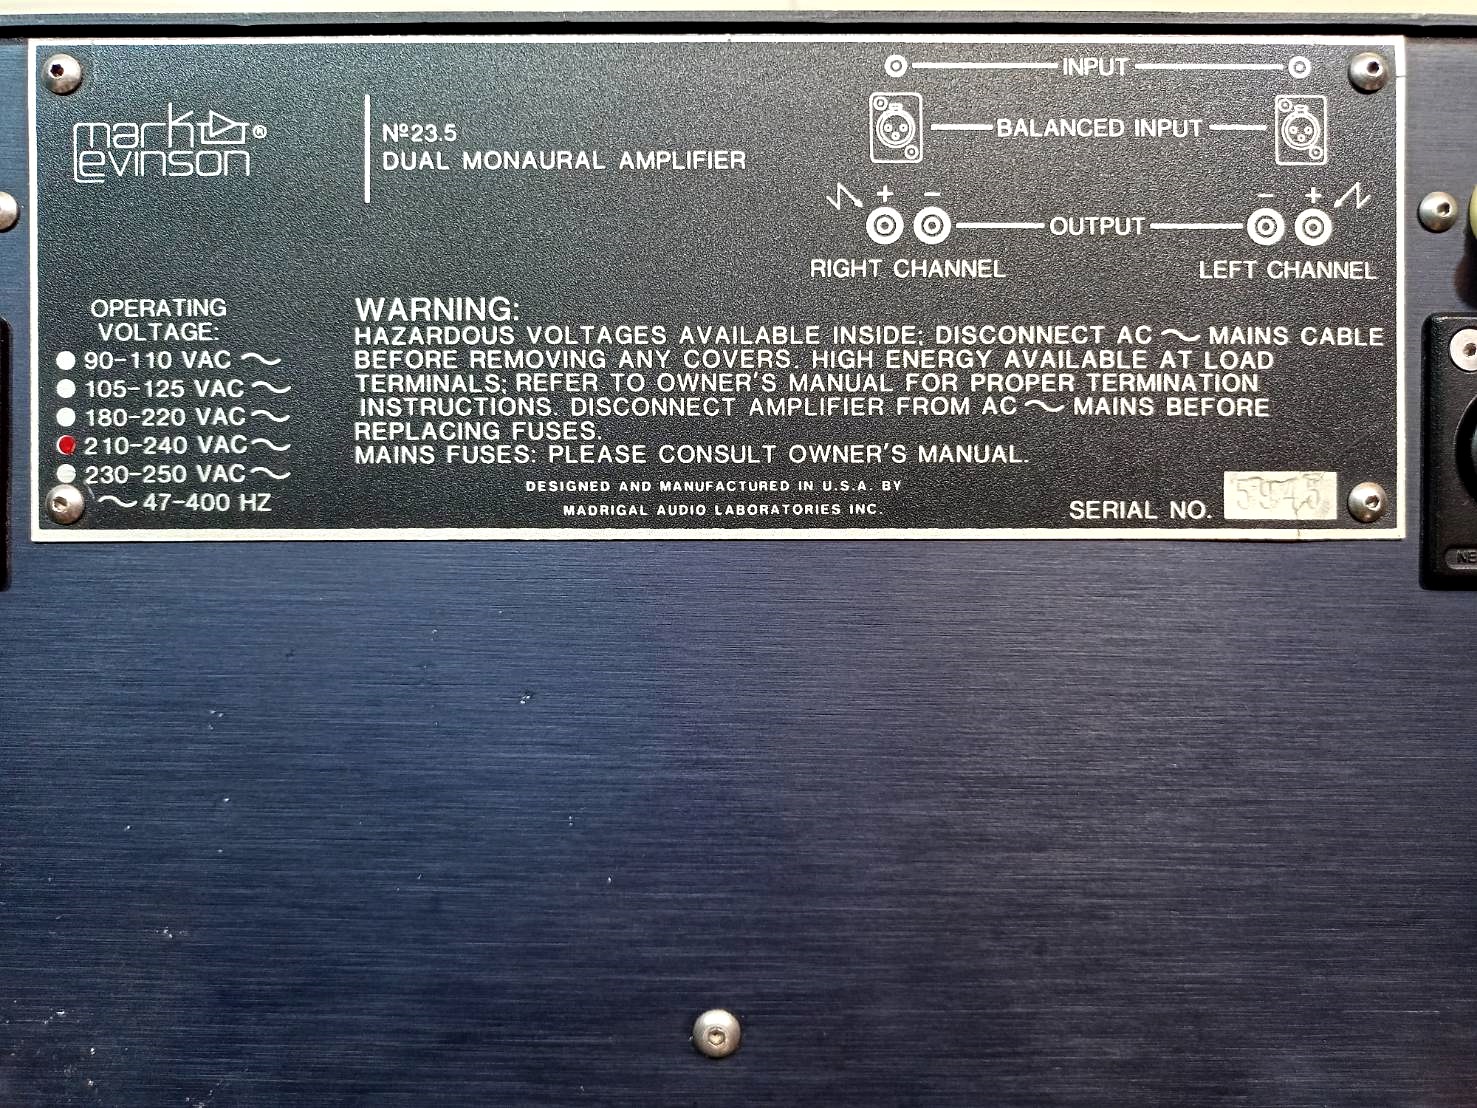 mark levinson®
Nº23.5
DUAL MONAURAL AMPLIFIER
INPUT
BALANCED INPUT
+ − − +
OUTPUT
RIGHT CHANNEL LEFT CHANNEL
OPERATING
VOLTAGE:
90-110 VAC ~
105-125 VAC ~
180-220 VAC ~
210-240 VAC ~
230-250 VAC ~
~ 47-400 HZ
WARNING:
HAZARDOUS VOLTAGES AVAILABLE INSIDE; DISCONNECT AC ~ MAINS CABLE
BEFORE REMOVING ANY COVERS. HIGH ENERGY AVAILABLE AT LOAD
TERMINALS; REFER TO OWNER'S MANUAL FOR PROPER TERMINATION
INSTRUCTIONS. DISCONNECT AMPLIFIER FROM AC ~ MAINS BEFORE
REPLACING FUSES.
MAINS FUSES: PLEASE CONSULT OWNER'S MANUAL.
DESIGNED AND MANUFACTURED IN U.S.A. BY
MADRIGAL AUDIO LABORATORIES INC.
SERIAL NO.